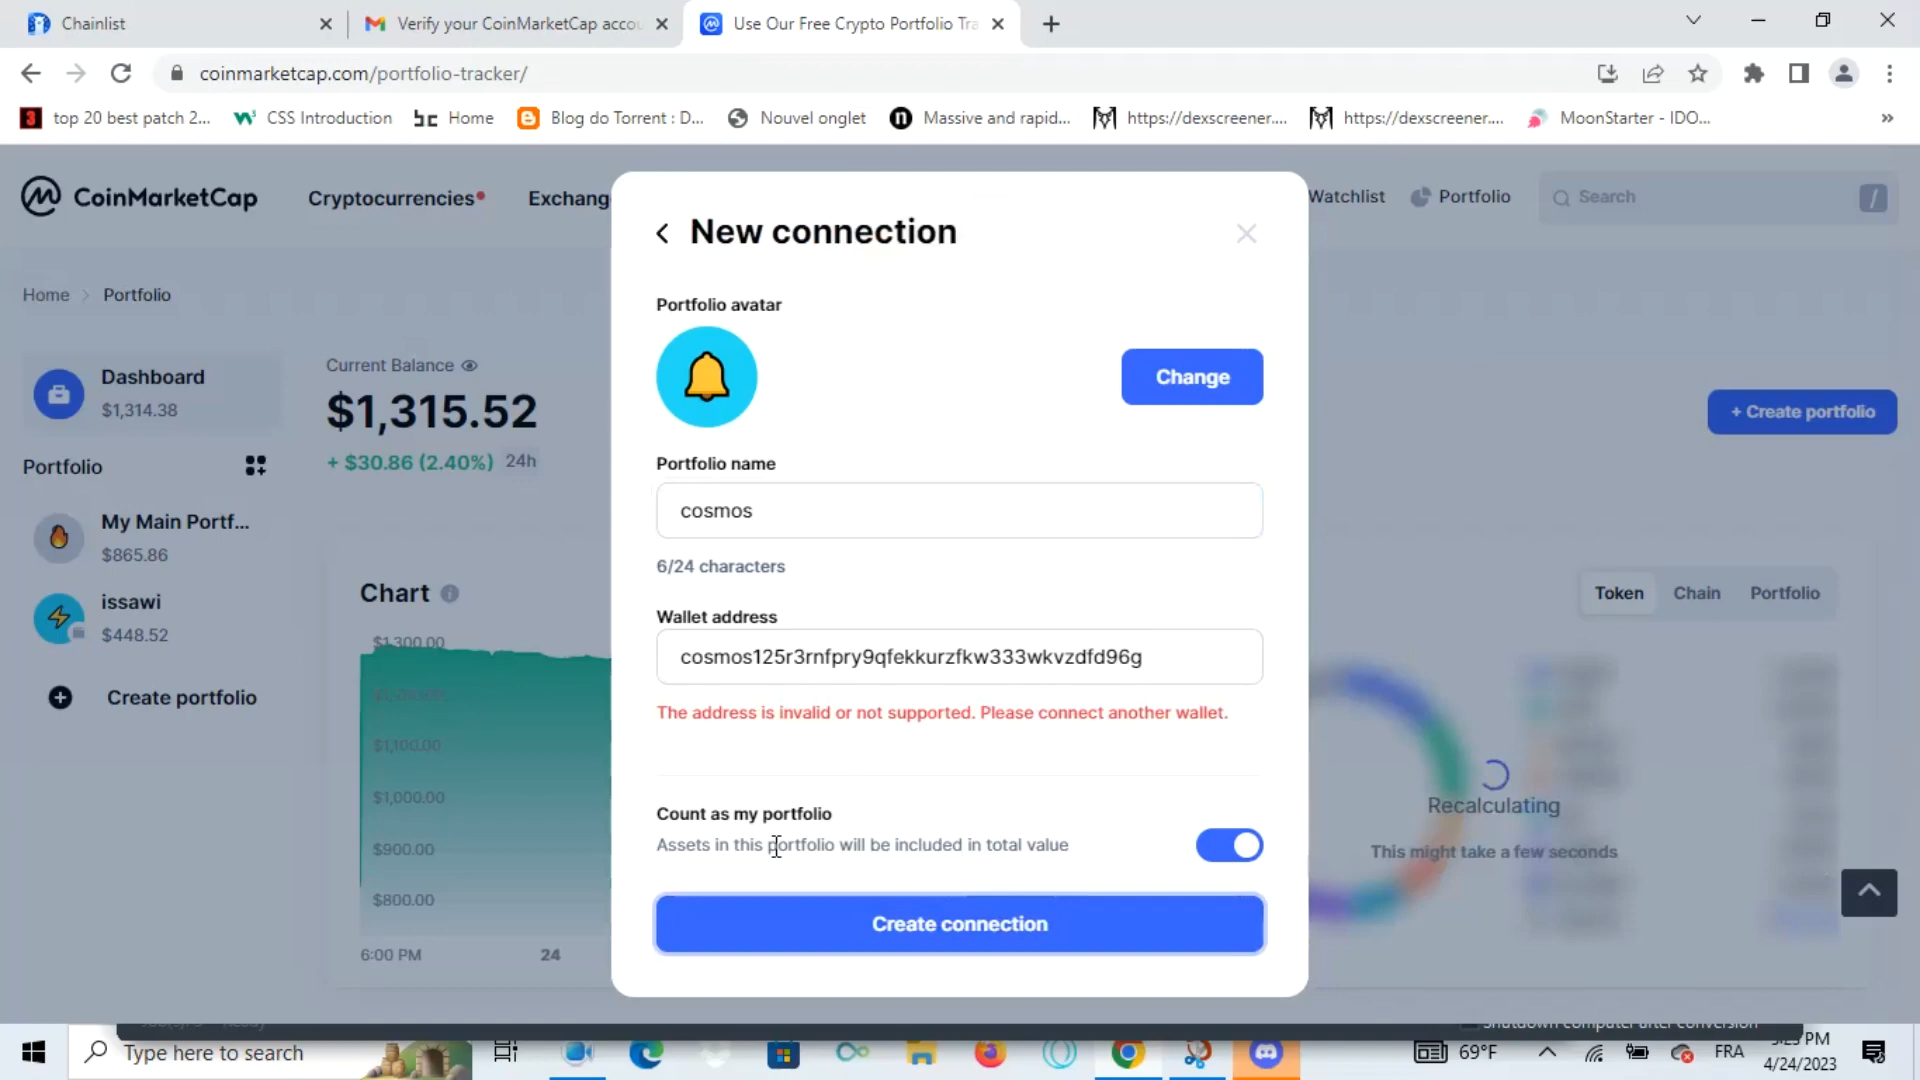 Chainlist
Verify your CoinMarketCap accou
Use Our Free Crypto Portfolio Tra
coinmarketcap.com/portfolio-tracker/
top 20 best patch 2...
CSS Introduction
Home
Blog do Torrent : D...
Nouvel onglet
Massive and rapid...
https://dexscreener....
https://dexscreener....
MoonStarter - IDO...
CoinMarketCap
Cryptocurrencies
Exchang
Watchlist
Portfolio
Search
/
Home > Portfolio
Dashboard
$1,314.38
Portfolio
My Main Portf...
$865.86
issawi
$448.52
Create portfolio
Current Balance
$1,315.52
+ $30.86 (2.40%) 24h
+ Create portfolio
Chart
$1,300.00
$1,100.00
$1,000.00
$900.00
$800.00
6:00 PM
24
New connection
Portfolio avatar
Change
Portfolio name
cosmos
6/24 characters
Wallet address
cosmos125r3rnfpry9qfekkurzfkw333wkvzdfd96g
The address is invalid or not supported. Please connect another wallet.
Count as my portfolio
Assets in this portfolio will be included in total value
Create connection
Token
Chain
Portfolio
Recalculating
This might take a few seconds
shutdown computer after conversion
Type here to search
69°F
FRA
PM
4/24/2023